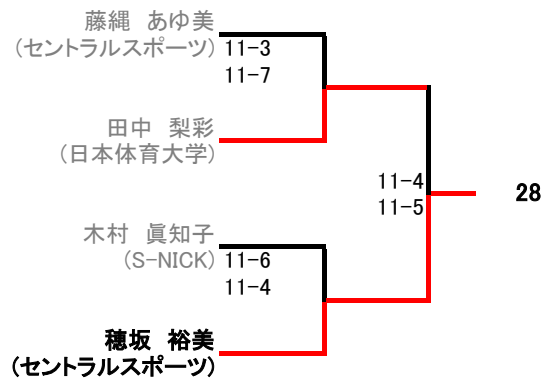 藤縄　あゆ美
(セントラルスポーツ)
11-3
11-7
田中　梨彩
(日本体育大学)
11-4
11-5
28
木村　眞知子
(S-NICK)
11-6
11-4
穂坂　裕美
(セントラルスポーツ)